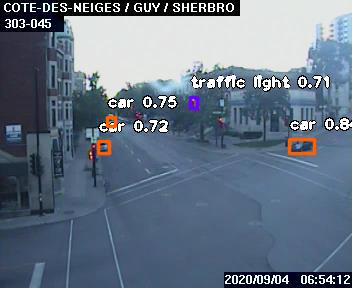 COTE-DES-NEIGES / GUY / SHERBRO
303-045
traffic light 0.71
car 0.75
car 0.72
car 0.84
2020/09/04 06:54:12